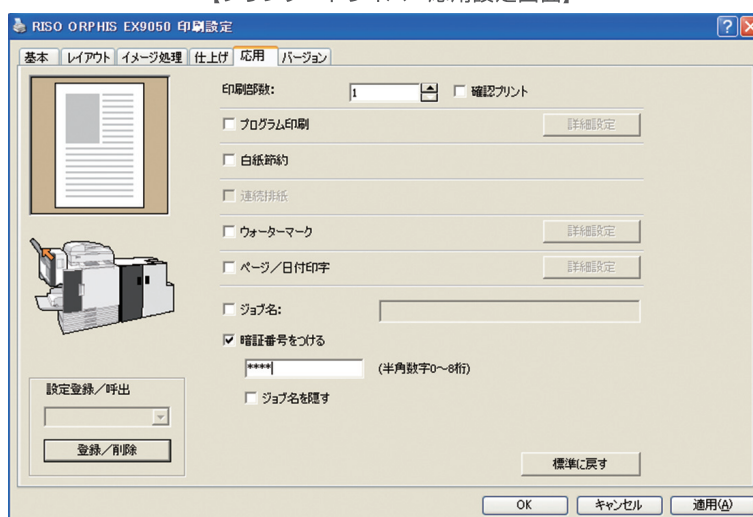 RISO ORPHIS EX9050 印刷設定
基本 レイアウト イメージ処理 仕上げ 応用 バージョン
印刷部数: 1 確認プリント
プログラム印刷 詳細設定
白紙節約
連続排紙
ウォーターマーク 詳細設定
ページ／日付印字 詳細設定
ジョブ名:
暗証番号をつける
**** (半角数字0～8桁)
ジョブ名を隠す
設定登録／呼出
登録／削除
標準に戻す
OK キャンセル 適用(A)